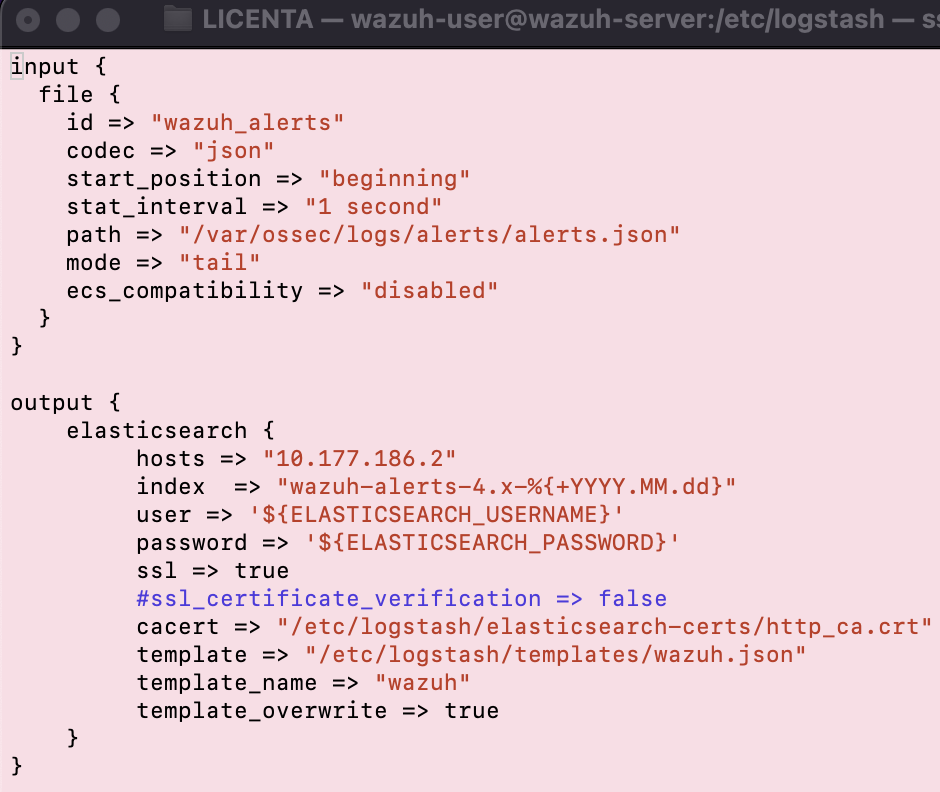 LICENTA — wazuh-user@wazuh-server:/etc/logstash —
input {
  file {
    id => "wazuh_alerts"
    codec => "json"
    start_position => "beginning"
    stat_interval => "1 second"
    path => "/var/ossec/logs/alerts/alerts.json"
    mode => "tail"
    ecs_compatibility => "disabled"
  }
}

output {
    elasticsearch {
         hosts => "10.177.186.2"
         index  => "wazuh-alerts-4.x-%{+YYYY.MM.dd}"
         user => '${ELASTICSEARCH_USERNAME}'
         password => '${ELASTICSEARCH_PASSWORD}'
         ssl => true
         #ssl_certificate_verification => false
         cacert => "/etc/logstash/elasticsearch-certs/http_ca.crt"
         template => "/etc/logstash/templates/wazuh.json"
         template_name => "wazuh"
         template_overwrite => true
    }
}